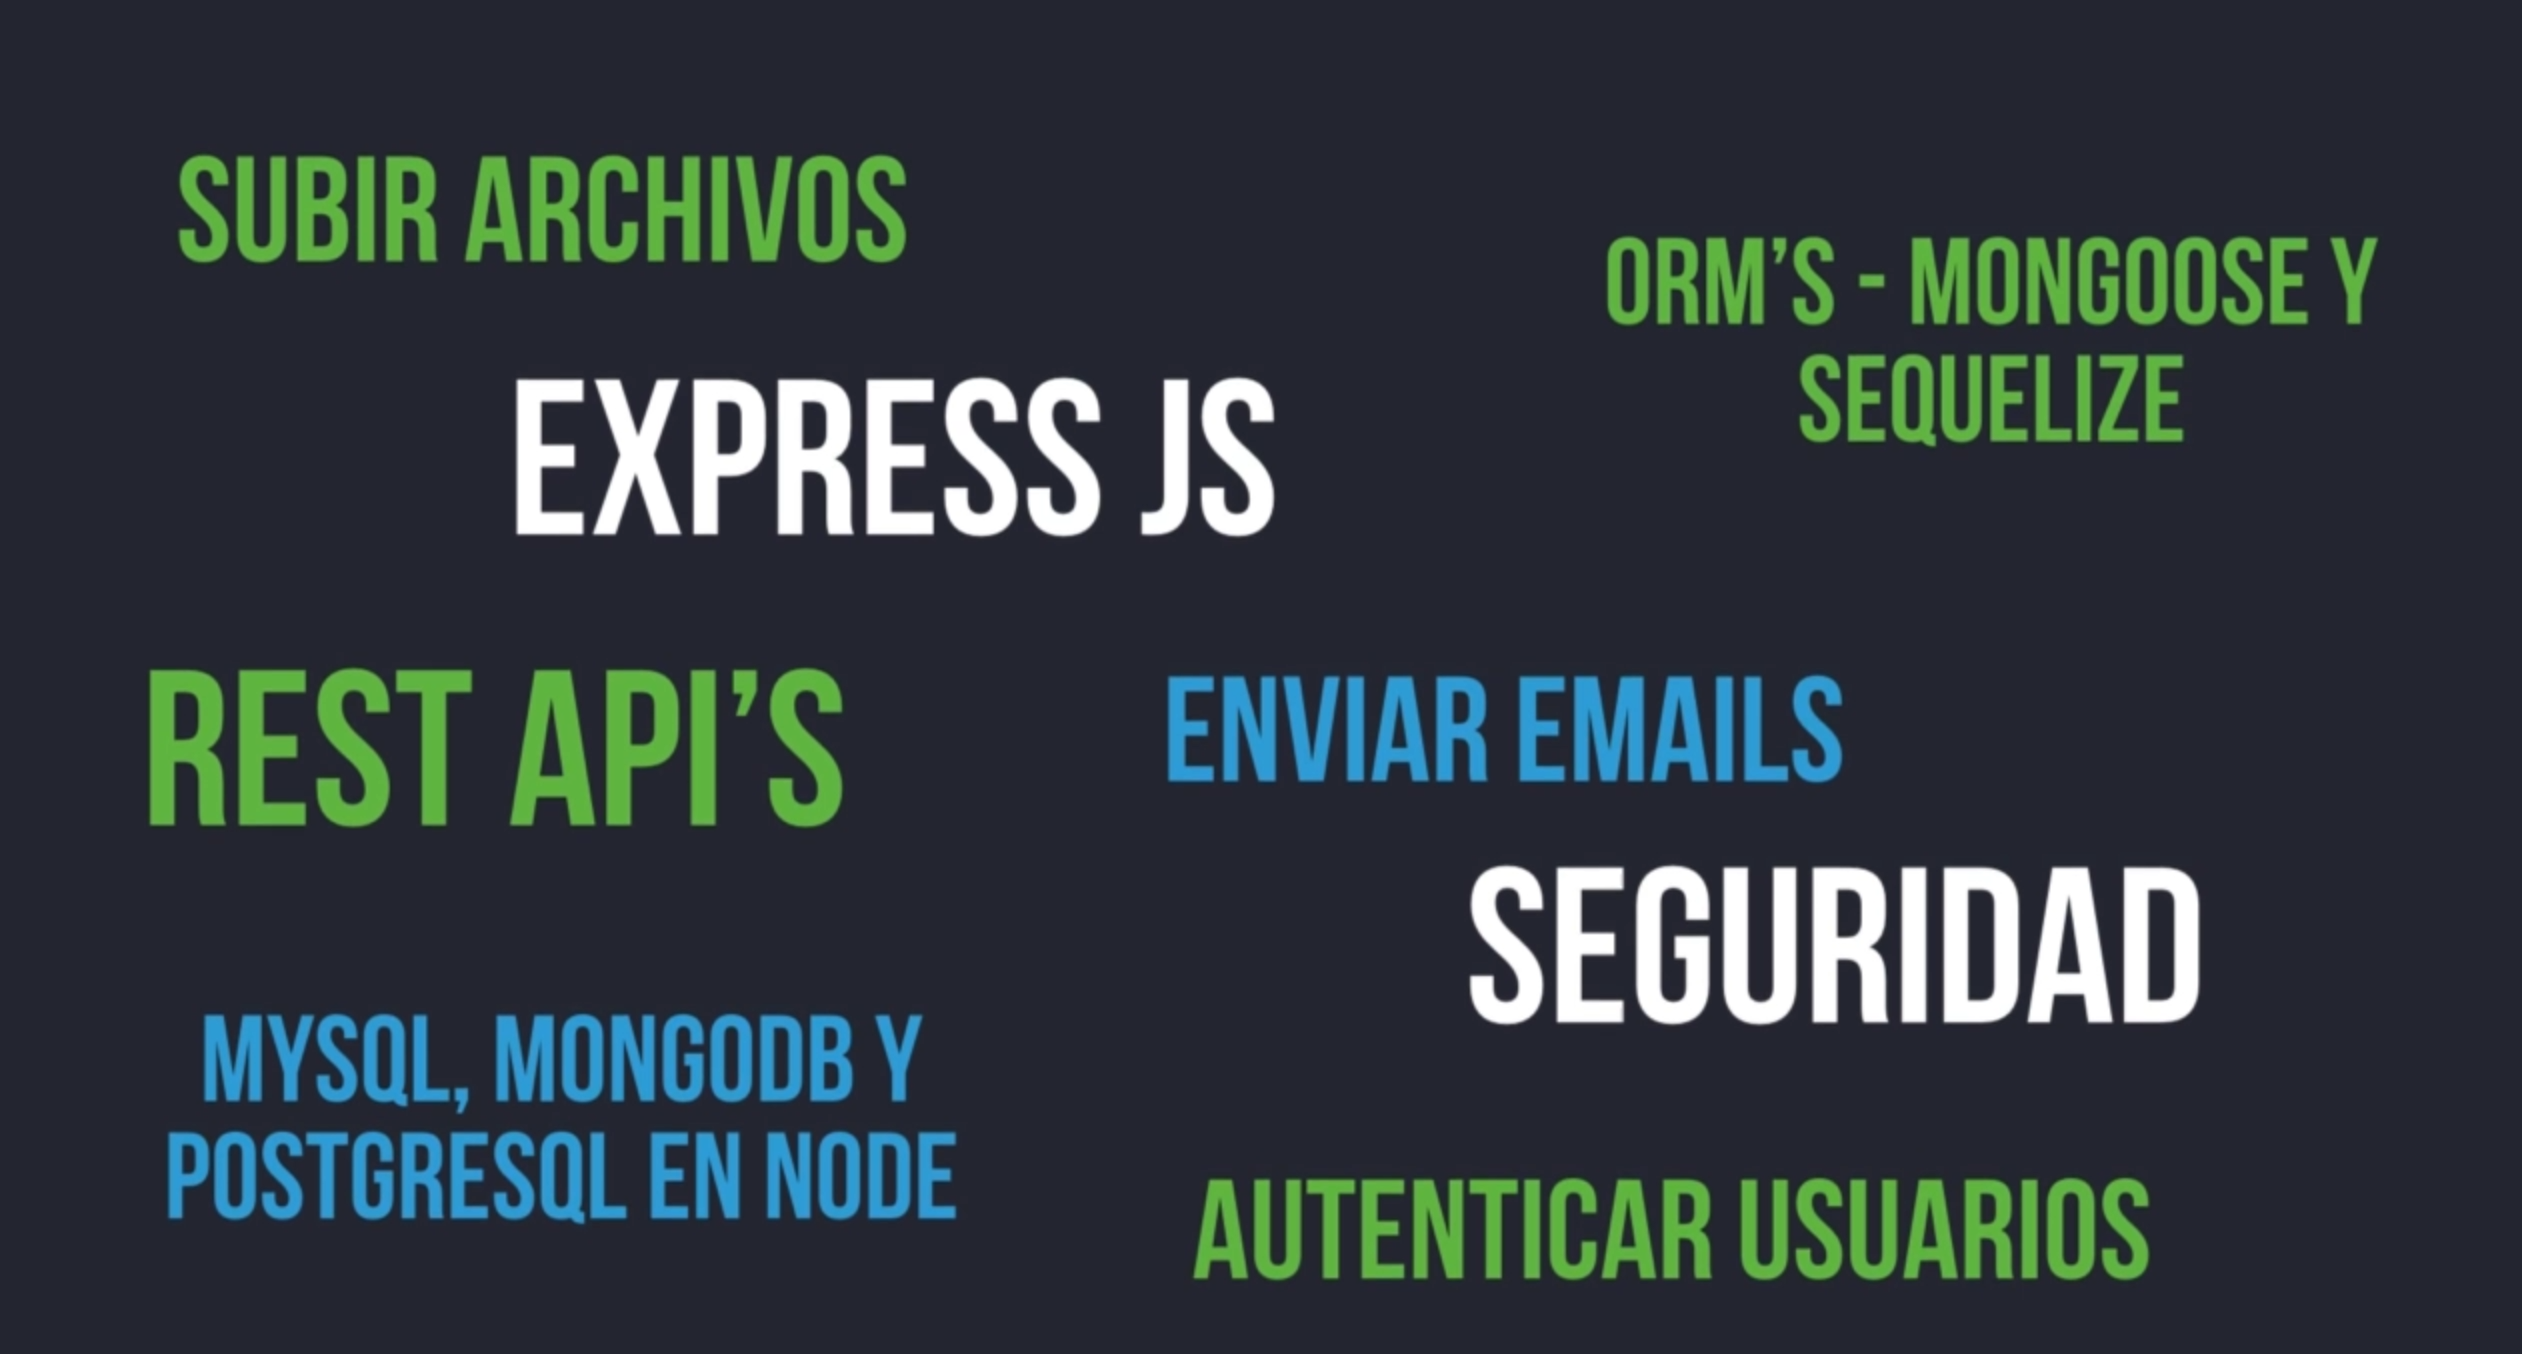 SUBIR ARCHIVOS
ORM’S - MONGOOSE Y
SEQUELIZE
EXPRESS JS
REST API’S
ENVIAR EMAILS
SEGURIDAD
MYSQL, MONGODB Y
POSTGRESQL EN NODE
AUTENTICAR USUARIOS